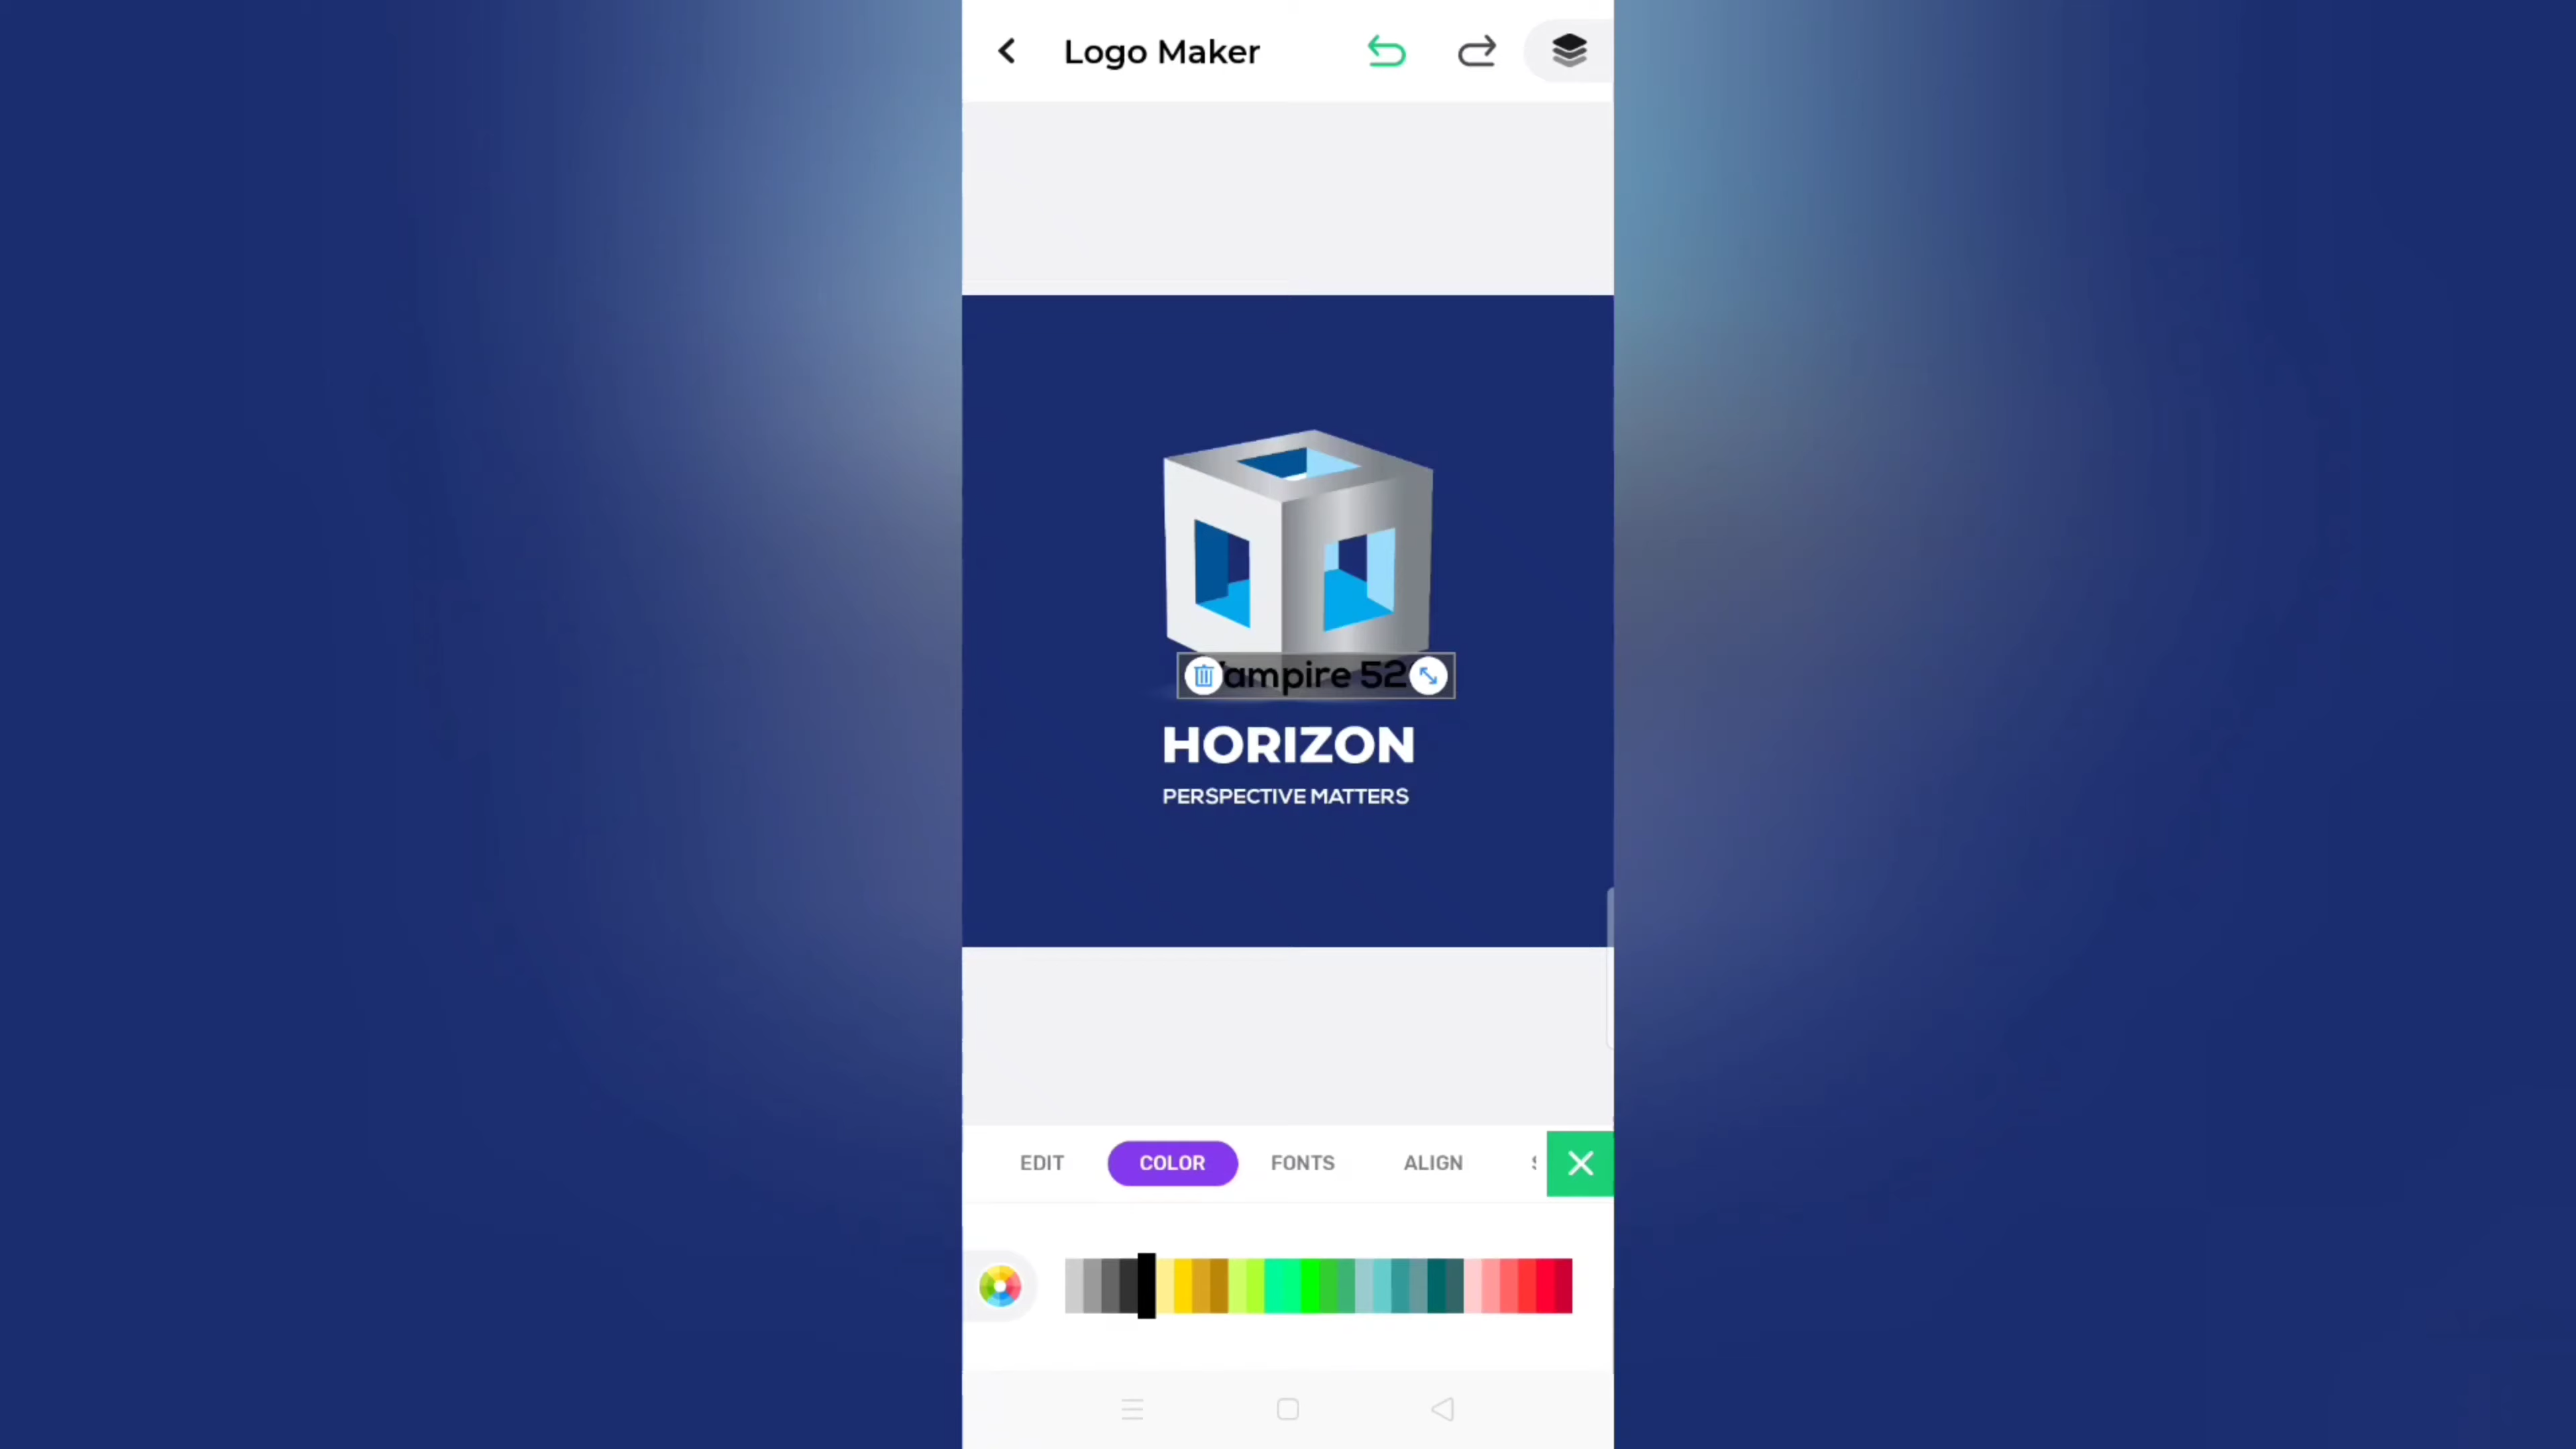 Logo Maker
ampire 52
HORIZON
PERSPECTIVE MATTERS
EDIT COLOR FONTS ALIGN